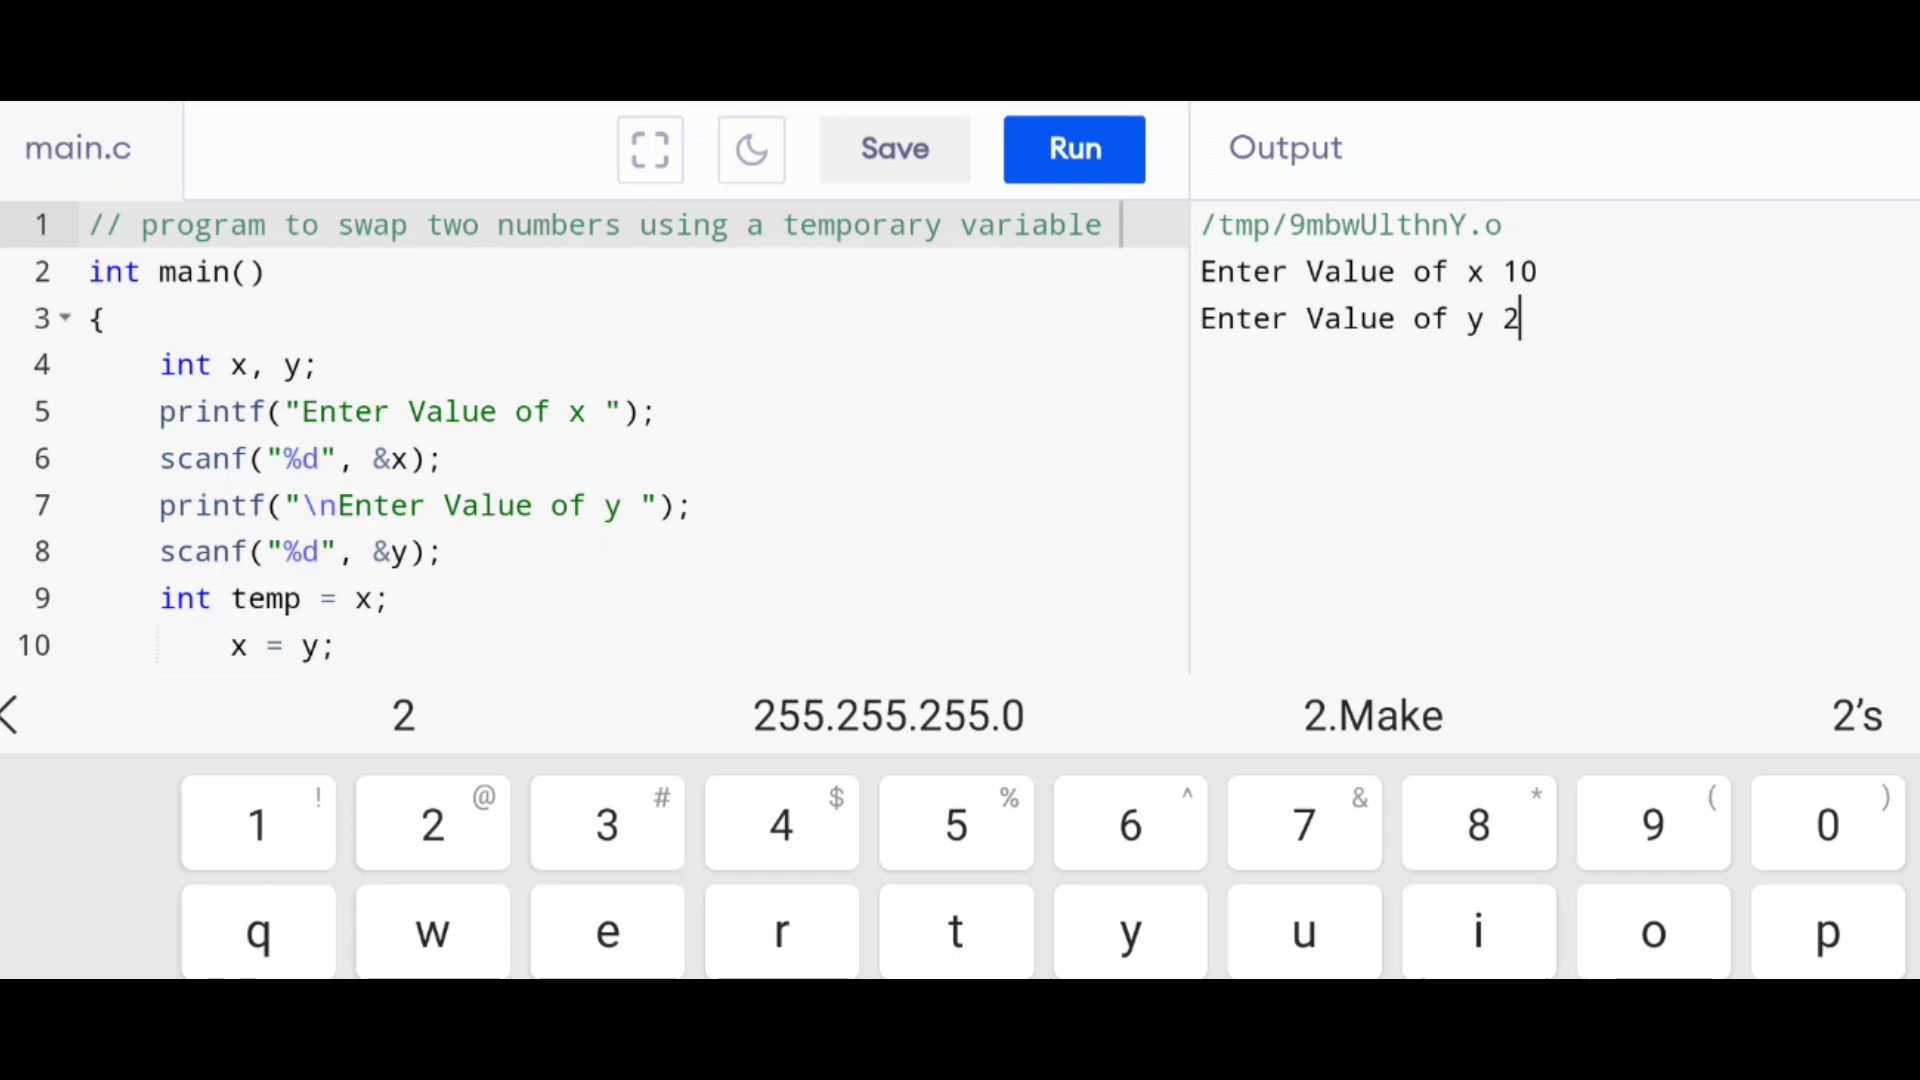 main.c
Save
Run
Output
1 // program to swap two numbers using a temporary variable
2 int main()
3 {
4 int x, y;
5 printf("Enter Value of x ");
6 scanf("%d", &x);
7 printf("\nEnter Value of y ");
8 scanf("%d", &y);
9 int temp = x;
10 x = y;
/tmp/9mbwUlthnY.o
Enter Value of x 10
Enter Value of y 2
2 255.255.255.0 2.Make 2’s
1 ! 2 @ 3 # 4 $ 5 % 6 ^ 7 & 8 * 9 ( 0 )
q w e r t y u i o p